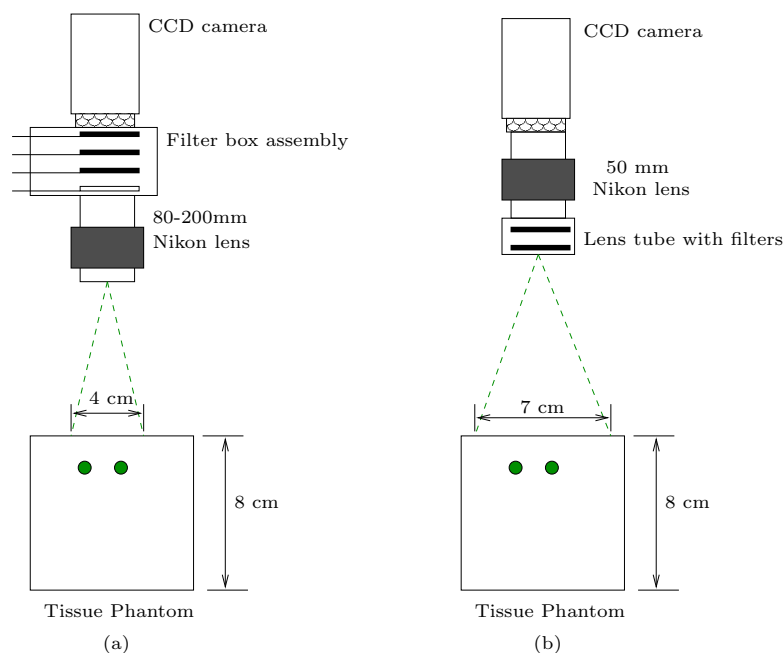 CCD camera
Filter box assembly
80-200mm
Nikon lens
4 cm
8 cm
Tissue Phantom
(a)
CCD camera
50 mm
Nikon lens
Lens tube with filters
7 cm
8 cm
Tissue Phantom
(b)